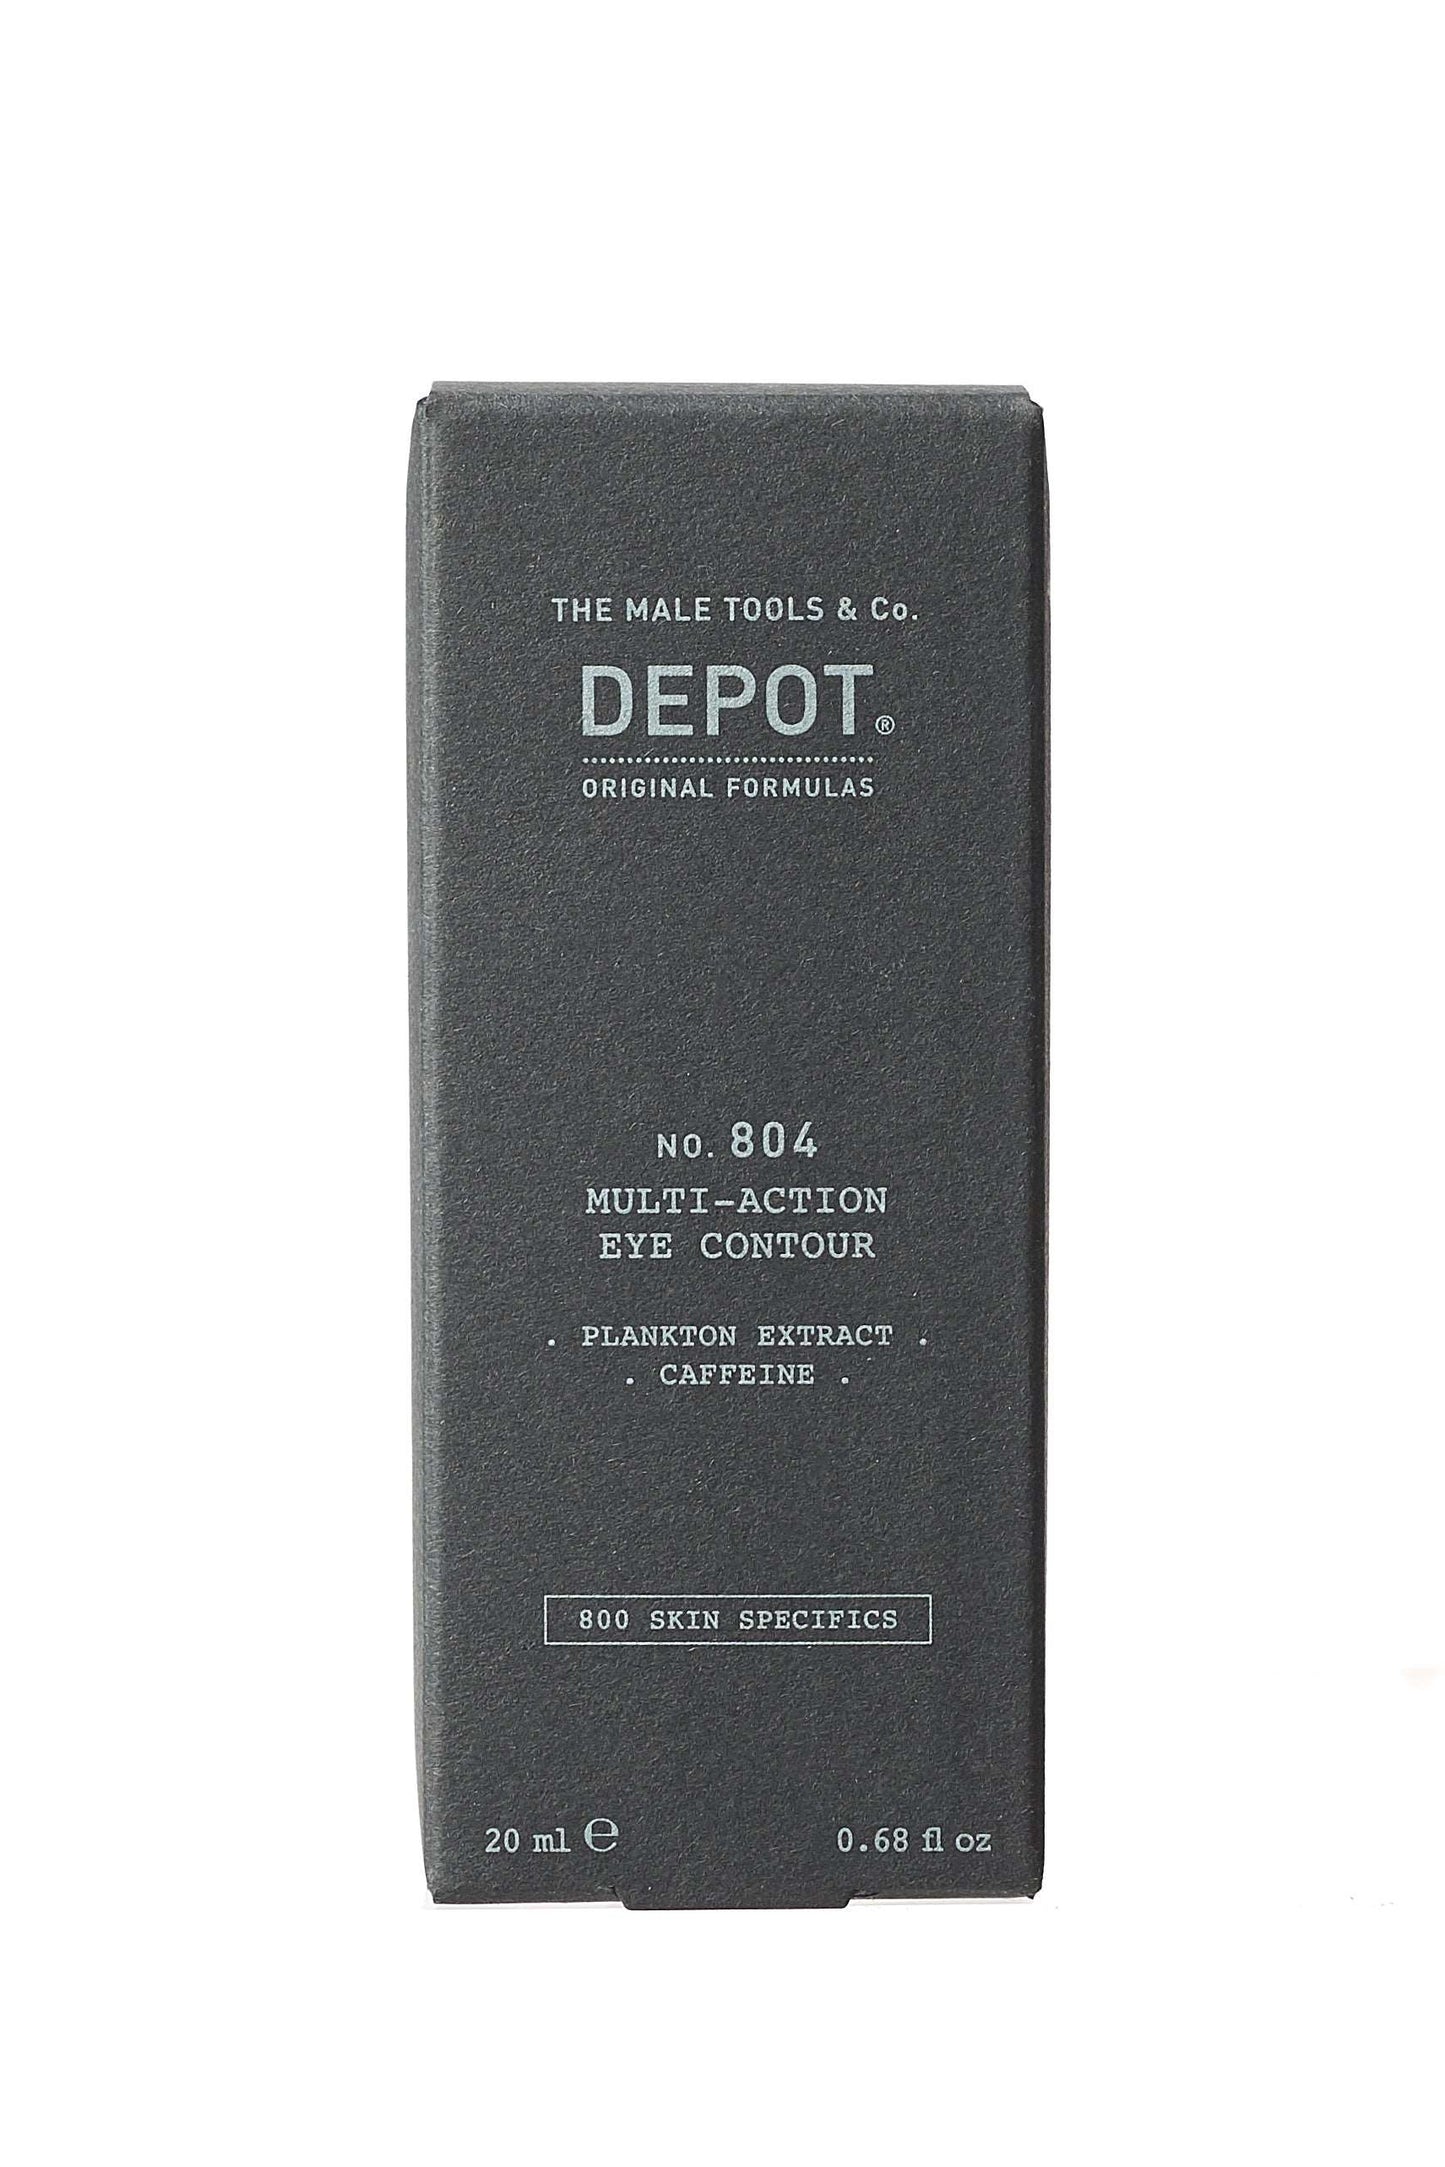 THE MALE TOOLS & Co.
DEPOT®
ORIGINAL FORMULAS
NO. 804
MULTI-ACTION
EYE CONTOUR
. PLANKTON EXTRACT .
. CAFFEINE .
800 SKIN SPECIFICS
20 ml ℮ 0.68 fl oz